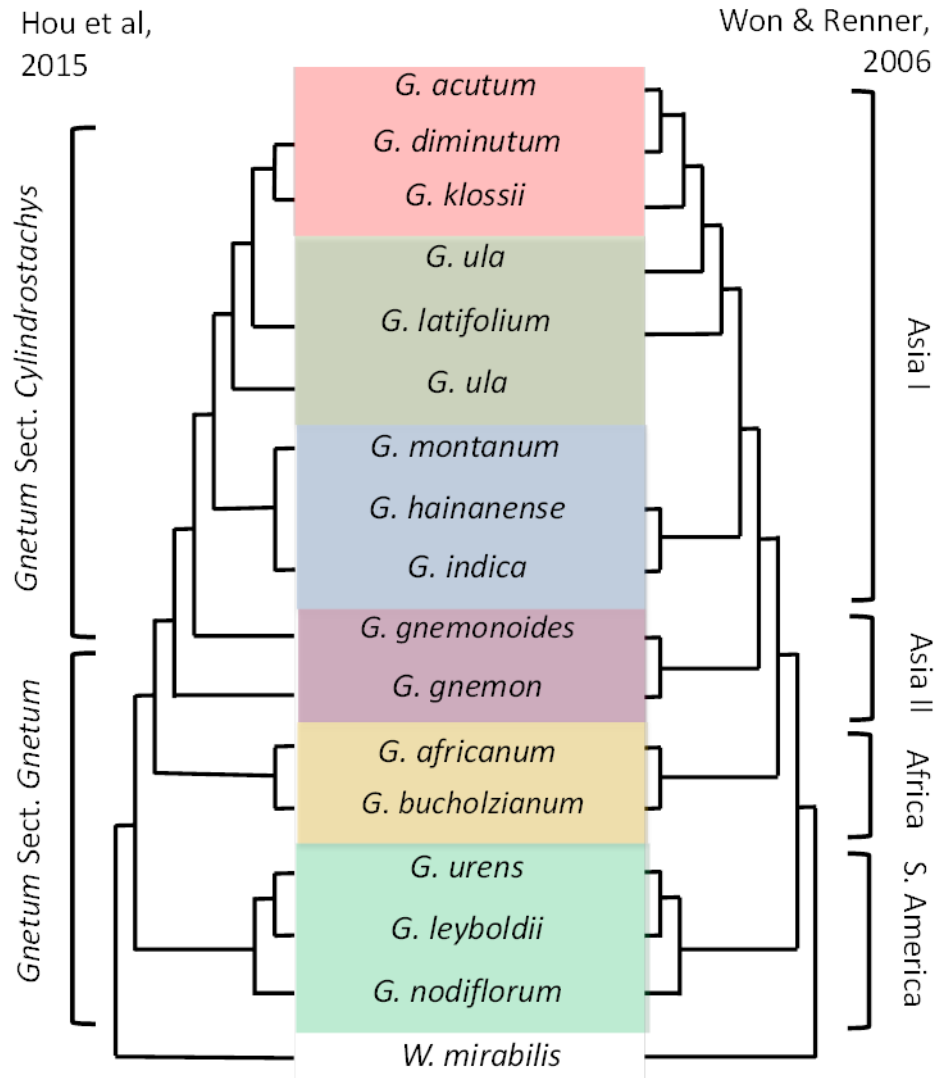 Hou et al,
2015
Won & Renner,
2006
Gnetum Sect. Cylindrostachys
Gnetum Sect. Gnetum
G. acutum
G. diminutum
G. klossii
G. ula
G. latifolium
G. ula
G. montanum
G. hainanense
G. indica
G. gnemonoides
G. gnemon
G. africanum
G. bucholzianum
G. urens
G. leyboldii
G. nodiflorum
W. mirabilis
Asia I
Asia II
Africa
S. America